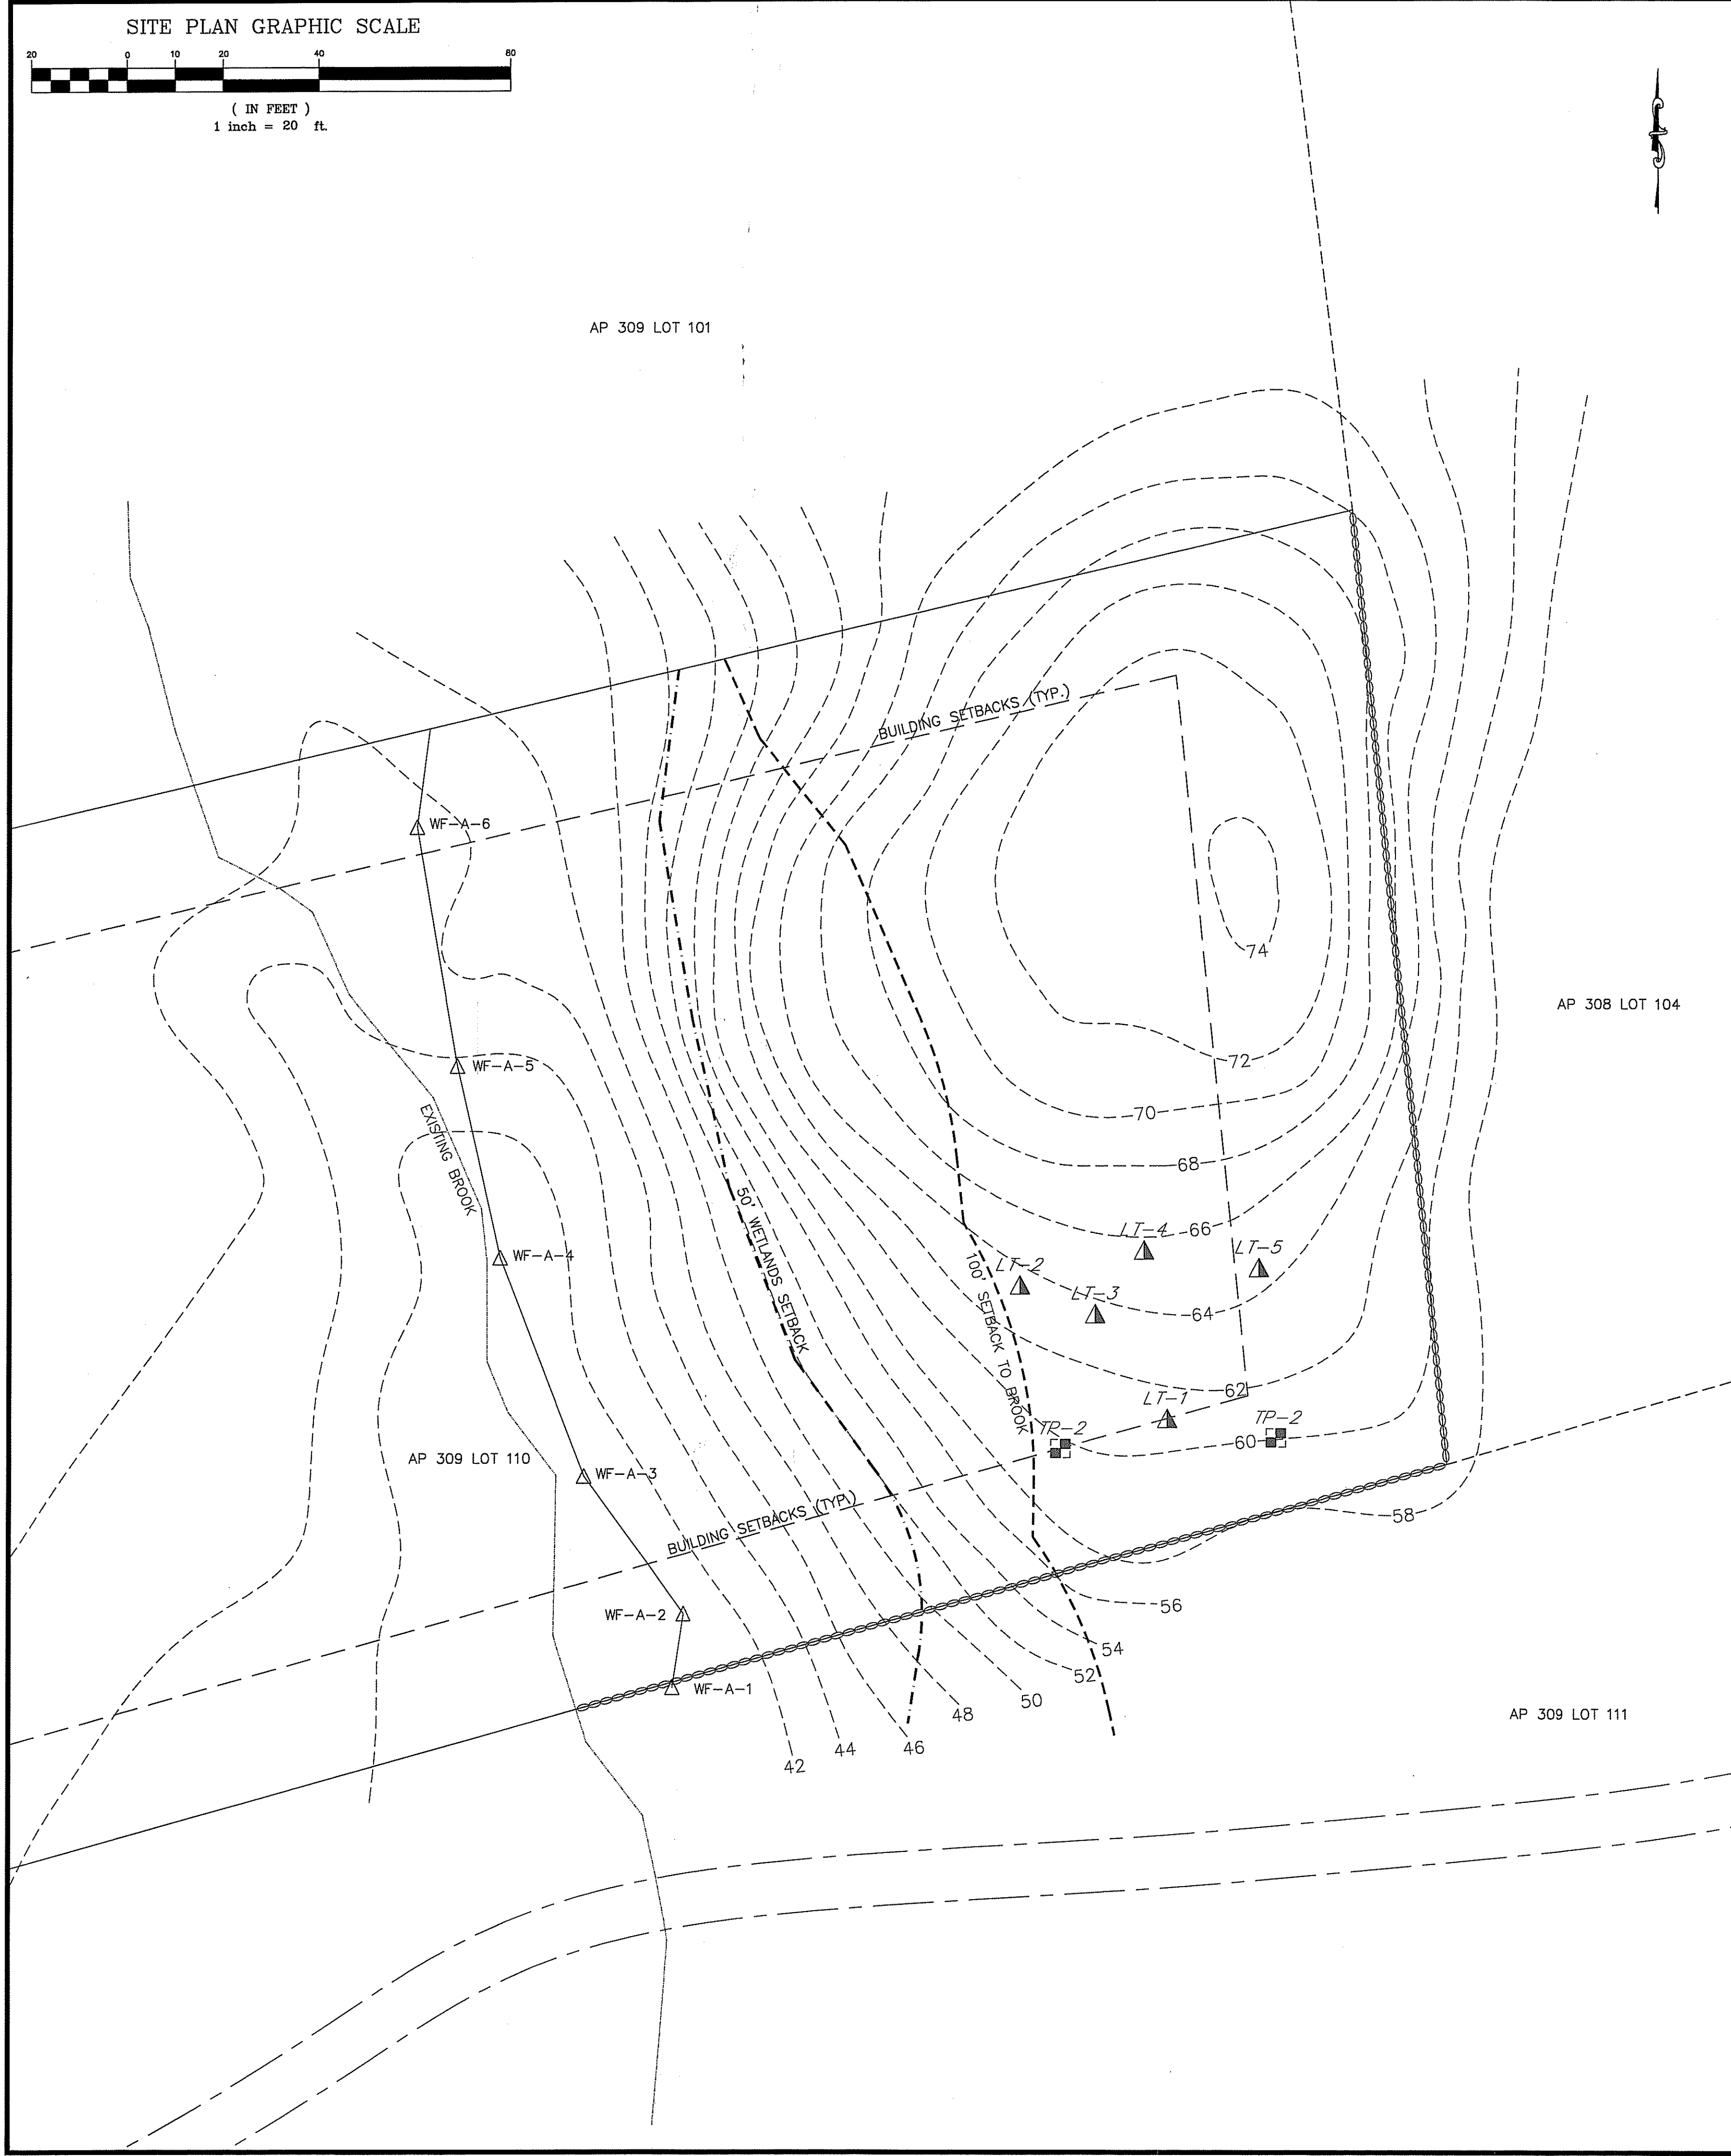 SITE PLAN GRAPHIC SCALE
20 0 10 20 40 80
( IN FEET )
1 inch = 20 ft.
AP 309 LOT 101
BUILDING SETBACKS (TYP.)
WF-A-6
74
AP 308 LOT 104
72
WF-A-5
70
EXISTING BROOK
68
50' WETLANDS SETBACK
LT-4
66
WF-A-4
100' SETBACK TO BROOK
LT-2
LT-5
LT-3
64
62
LT-1
TP-2
TP-2
60
AP 309 LOT 110
WF-A-3
BUILDING SETBACKS (TYP.)
58
56
WF-A-2
54
52
WF-A-1
50
48
46
44
42
AP 309 LOT 111